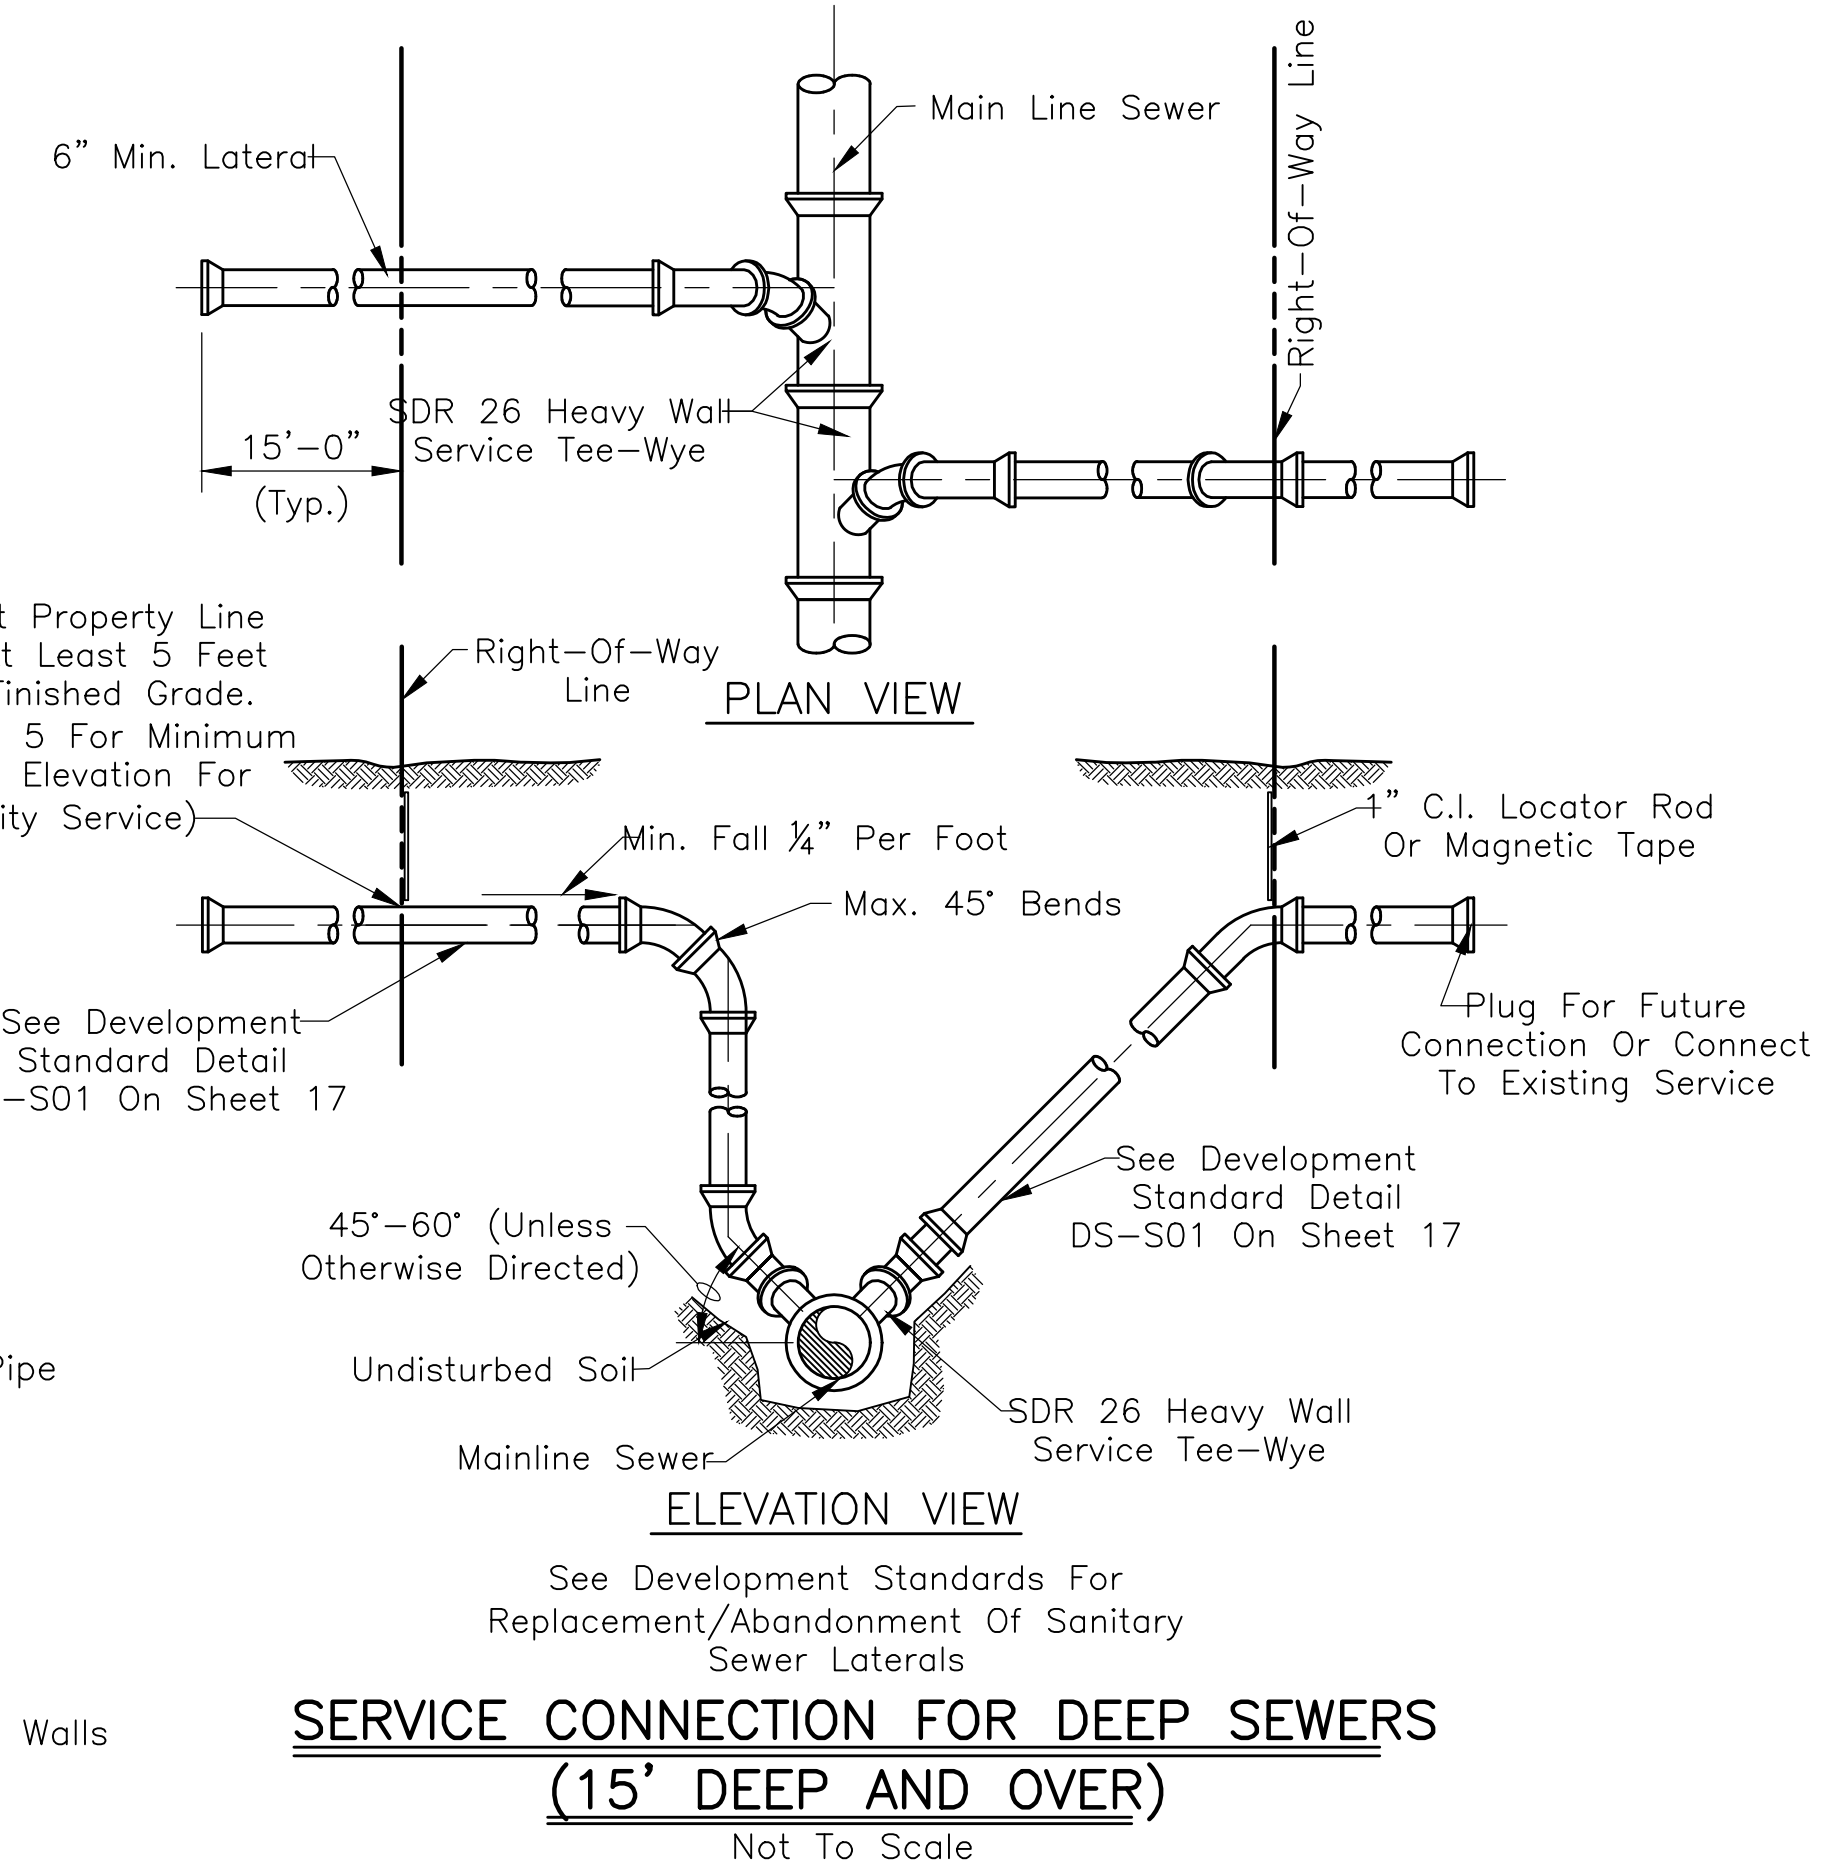 Main Line Sewer
6” Min. Lateral
Right-Of-Way Line
SDR 26 Heavy Wall
Service Tee-Wye
15’-0”
(Typ.)
Property Line
Least 5 Feet
Finished Grade.
5 For Minimum
Elevation For
Service)
Right-Of-Way
Line
PLAN VIEW
Min. Fall ¼” Per Foot
Max. 45° Bends
1” C.I. Locator Rod
Or Magnetic Tape
See Development
Standard Detail
-S01 On Sheet 17
Plug For Future
Connection Or Connect
To Existing Service
See Development
Standard Detail
DS-S01 On Sheet 17
45°-60° (Unless
Otherwise Directed)
Undisturbed Soil
Pipe
Mainline Sewer
SDR 26 Heavy Wall
Service Tee-Wye
ELEVATION VIEW
See Development Standards For
Replacement/Abandonment Of Sanitary
Sewer Laterals
Walls
SERVICE CONNECTION FOR DEEP SEWERS
(15’ DEEP AND OVER)
Not To Scale